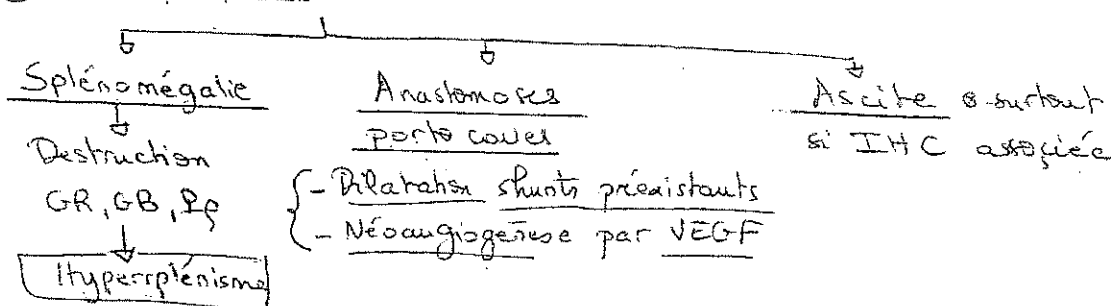 Splénomégalie
Destruction
GR, GB, Pq
Hypersplénisme
Anastomoses
porto caves
- Dilatation shunts préexistants
- Néoangiogenèse par VEGF
Ascite surtout
si IHC associée